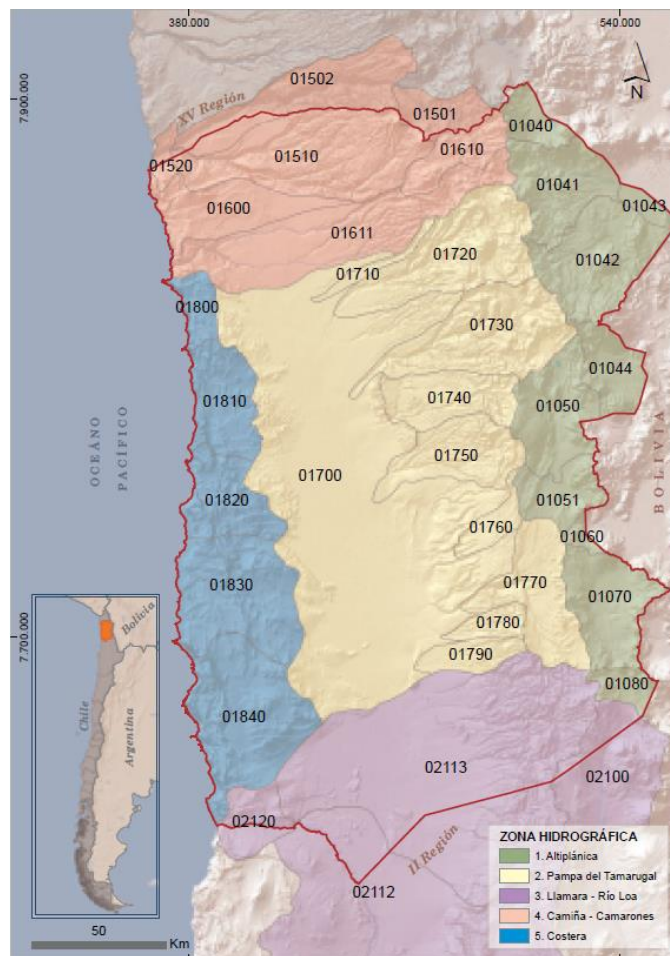 380.000
540.000
7.900.000
N
01502
XV Región
01501
01040
01520
01510
01610
01041
01043
01600
01611
01720
01042
01710
01800
01730
01044
01810
01740
01050
OCEÁNO
PACÍFICO
01750
01700
BOLIVIA
01820
01051
01760
01060
01830
01770
01070
7.700.000
01780
01790
01080
01840
02113
02100
02120
II Región
02112
Bolivia
Chile
Argentina
50
Km
ZONA HIDROGRÁFICA
1. Altiplánica
2. Pampa del Tamarugal
3. Llamara - Río Loa
4. Camiña - Camarones
5. Costera